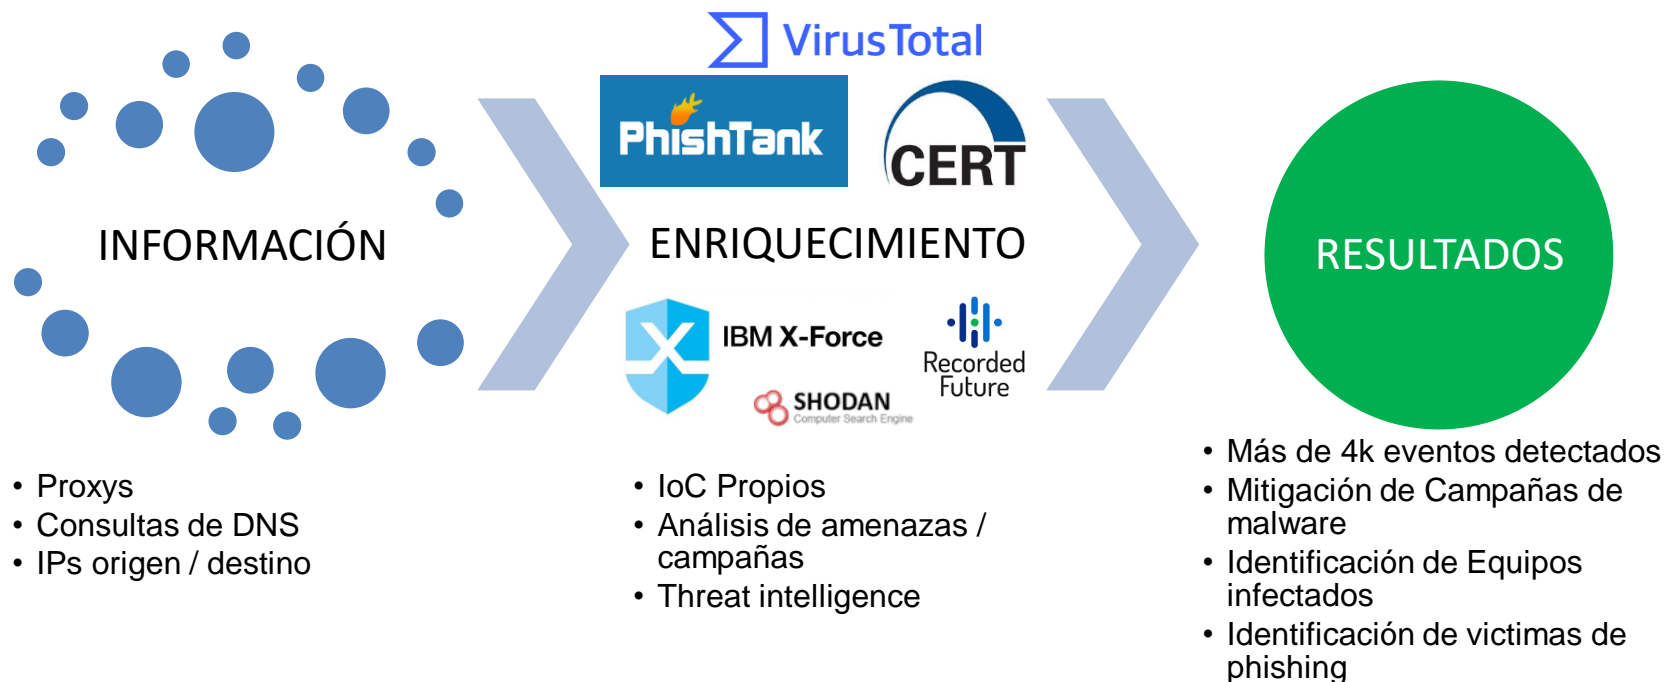 VirusTotal
PhishTank
CERT
INFORMACIÓN
ENRIQUECIMIENTO
RESULTADOS
IBM X-Force
Recorded
Future
SHODAN
Computer Search Engine
• Proxys
• Consultas de DNS
• IPs origen / destino
• IoC Propios
• Análisis de amenazas /
campañas
• Threat intelligence
• Más de 4k eventos detectados
• Mitigación de Campañas de
malware
• Identificación de Equipos
infectados
• Identificación de victimas de
phishing